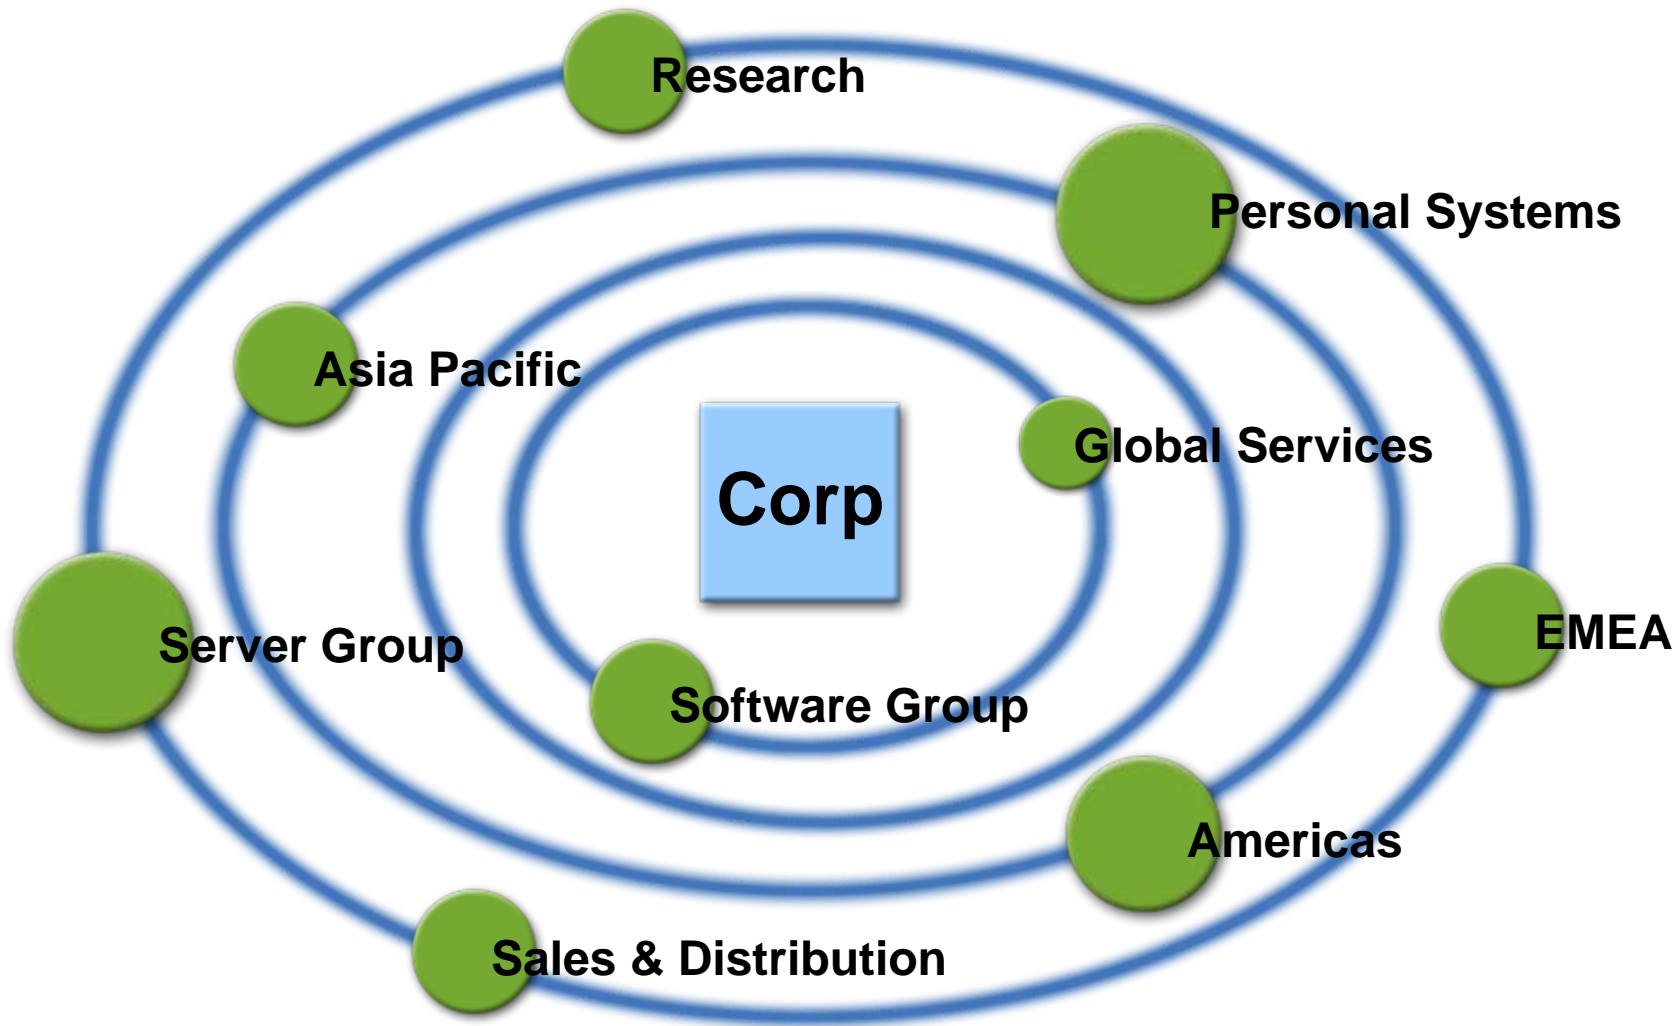 Research
Personal Systems
Asia Pacific
Global Services
Corp
EMEA
Server Group
Software Group
Americas
Sales & Distribution